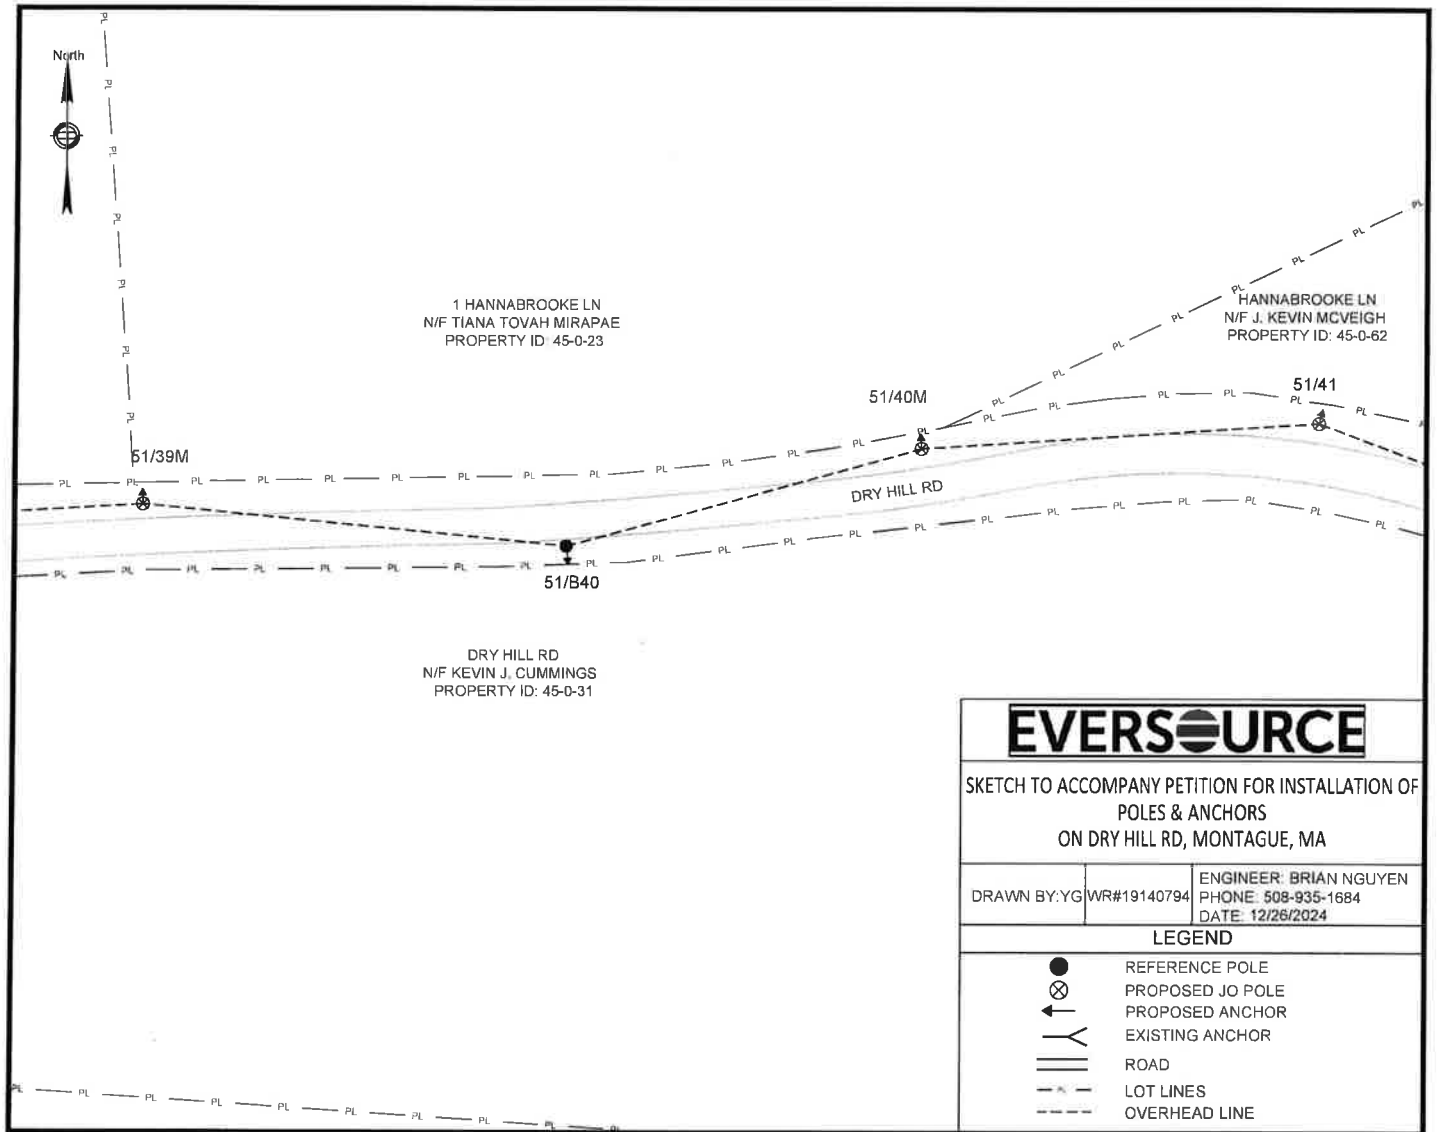 North
1 HANNABROOKE LN
N/F TIANA TOVAH MIRAPAE
PROPERTY ID: 45-0-23
HANNABROOKE LN
N/F J. KEVIN MCVEIGH
PROPERTY ID: 45-0-62
51/39M
51/40M
51/41
DRY HILL RD
51/B40
DRY HILL RD
N/F KEVIN J. CUMMINGS
PROPERTY ID: 45-0-31
EVERSOURCE
SKETCH TO ACCOMPANY PETITION FOR INSTALLATION OF
POLES & ANCHORS
ON DRY HILL RD, MONTAGUE, MA
DRAWN BY:YG
WR#19140794
ENGINEER: BRIAN NGUYEN
PHONE: 508-935-1684
DATE: 12/26/2024
LEGEND
REFERENCE POLE
PROPOSED JO POLE
PROPOSED ANCHOR
EXISTING ANCHOR
ROAD
PL LOT LINES
OVERHEAD LINE